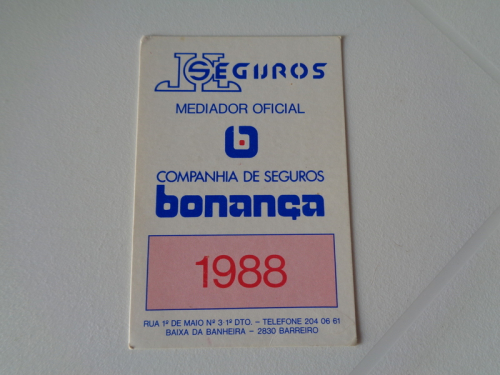 JL SEGUROS
MEDIADOR OFICIAL
b
COMPANHIA DE SEGUROS
bonança
1988
RUA 1º DE MAIO Nº 3 1º DTO. – TELEFONE 204 06 61
BAIXA DA BANHEIRA – 2830 BARREIRO